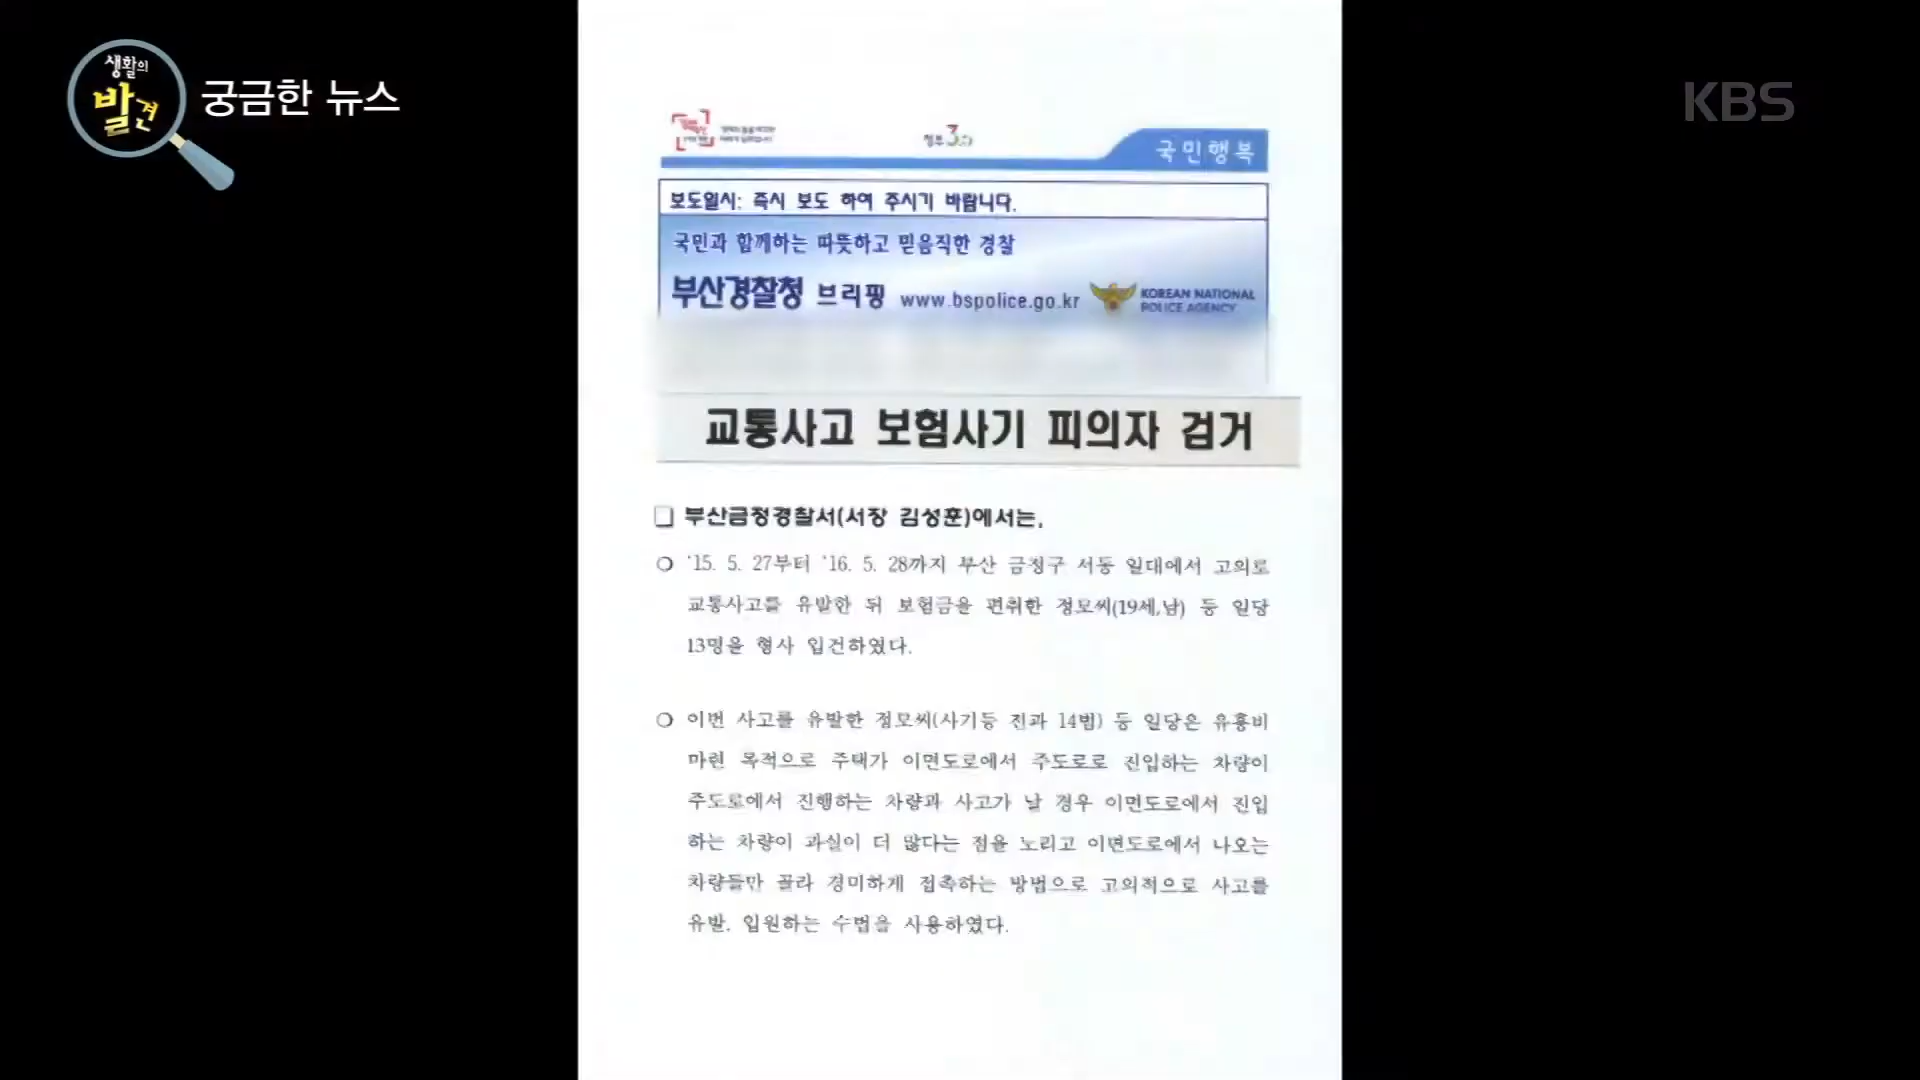 생활의
발견
궁금한 뉴스
KBS
정부3.0
국민행복
보도일시: 즉시 보도 하여 주시기 바랍니다.
국민과 함께하는 따뜻하고 믿음직한 경찰
부산경찰청 브리핑 www.bspolice.go.kr KOREAN NATIONAL
POLICE AGENCY
교통사고 보험사기 피의자 검거
❑ 부산금정경찰서(서장 김성훈)에서는,
○ '15. 5. 27부터 '16. 5. 28까지 부산 금정구 서동 일대에서 고의로
교통사고를 유발한 뒤 보험금을 편취한 정모씨(19세,남) 등 일당
13명을 형사 입건하였다.
○ 이번 사고를 유발한 정모씨(사기등 전과 14범) 등 일당은 유흥비
마련 목적으로 주택가 이면도로에서 주도로로 진입하는 차량이
주도로에서 진행하는 차량과 사고가 날 경우 이면도로에서 진입
하는 차량이 과실이 더 많다는 점을 노리고 이면도로에서 나오는
차량들만 골라 경미하게 접촉하는 방법으로 고의적으로 사고를
유발, 입원하는 수법을 사용하였다.